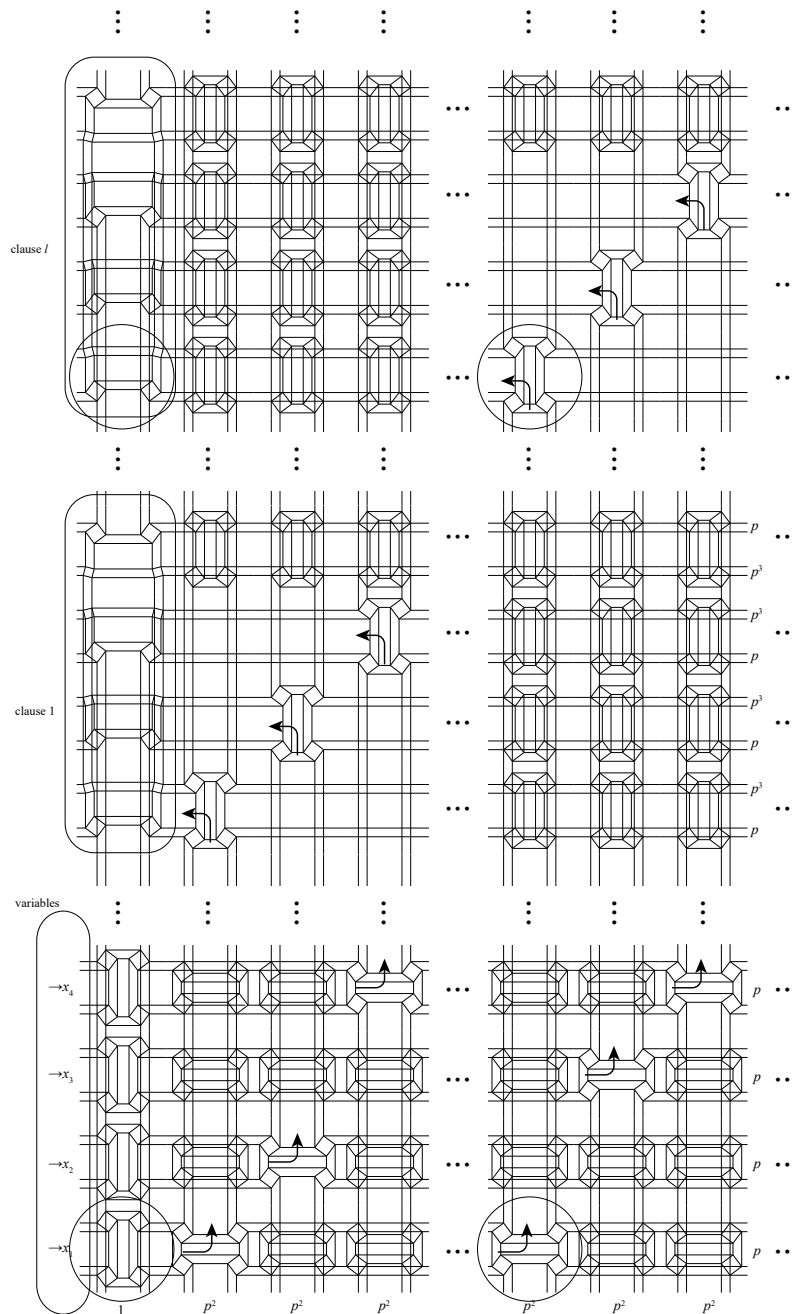 clause l
p
p³
p³
p
clause 1
p³
p
p³
p
variables
→x₄
p
→x₃
p
→x₂
p
→x₁
p
1
p²
p²
p²
p²
p²
p²